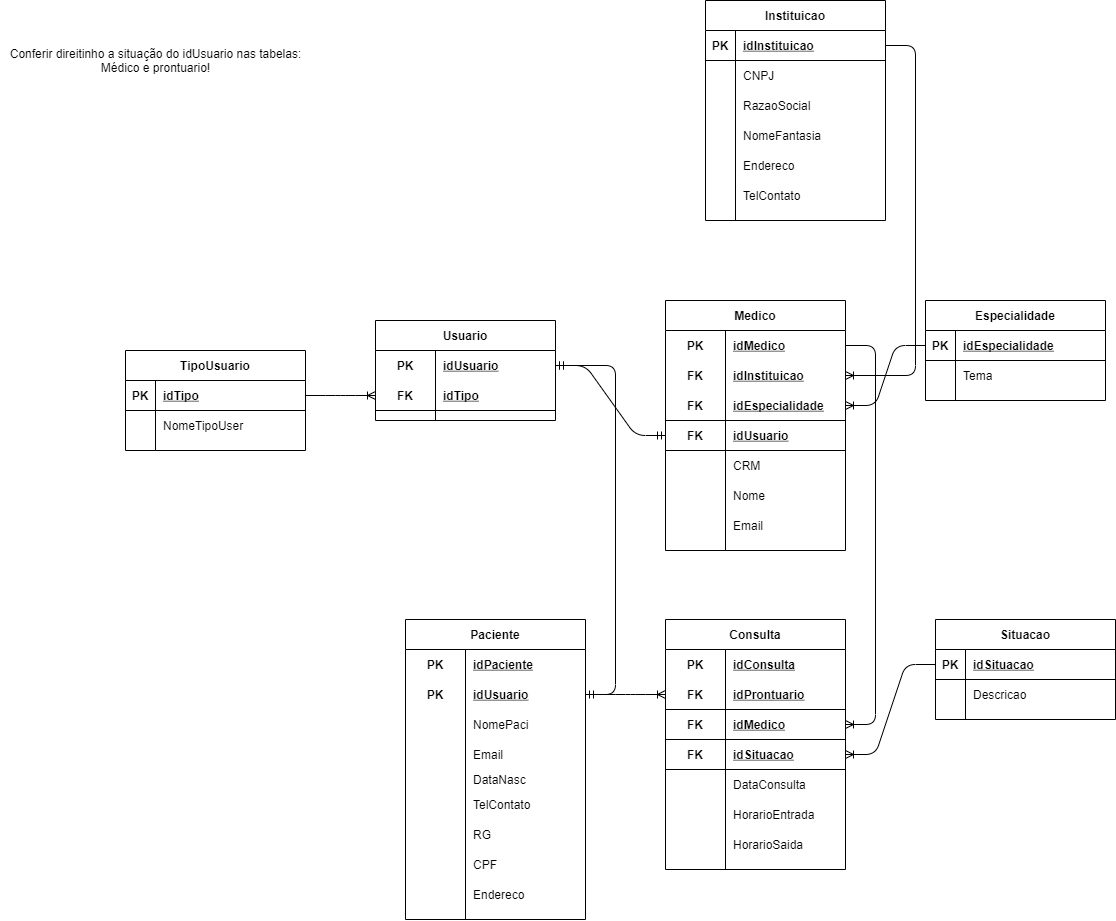 Conferir direitinho a situação do idUsuario nas tabelas:
Médico e prontuario!
Instituicao
PK idInstituicao
CNPJ
RazaoSocial
NomeFantasia
Endereco
TelContato
TipoUsuario
PK idTipo
NomeTipoUser
Usuario
PK idUsuario
FK idTipo
Medico
PK idMedico
FK idInstituicao
FK idEspecialidade
FK idUsuario
CRM
Nome
Email
Especialidade
PK idEspecialidade
Tema
Paciente
PK idPaciente
PK idUsuario
NomePaci
Email
DataNasc
TelContato
RG
CPF
Endereco
Consulta
PK idConsulta
FK idProntuario
FK idMedico
FK idSituacao
DataConsulta
HorarioEntrada
HorarioSaida
Situacao
PK idSituacao
Descricao